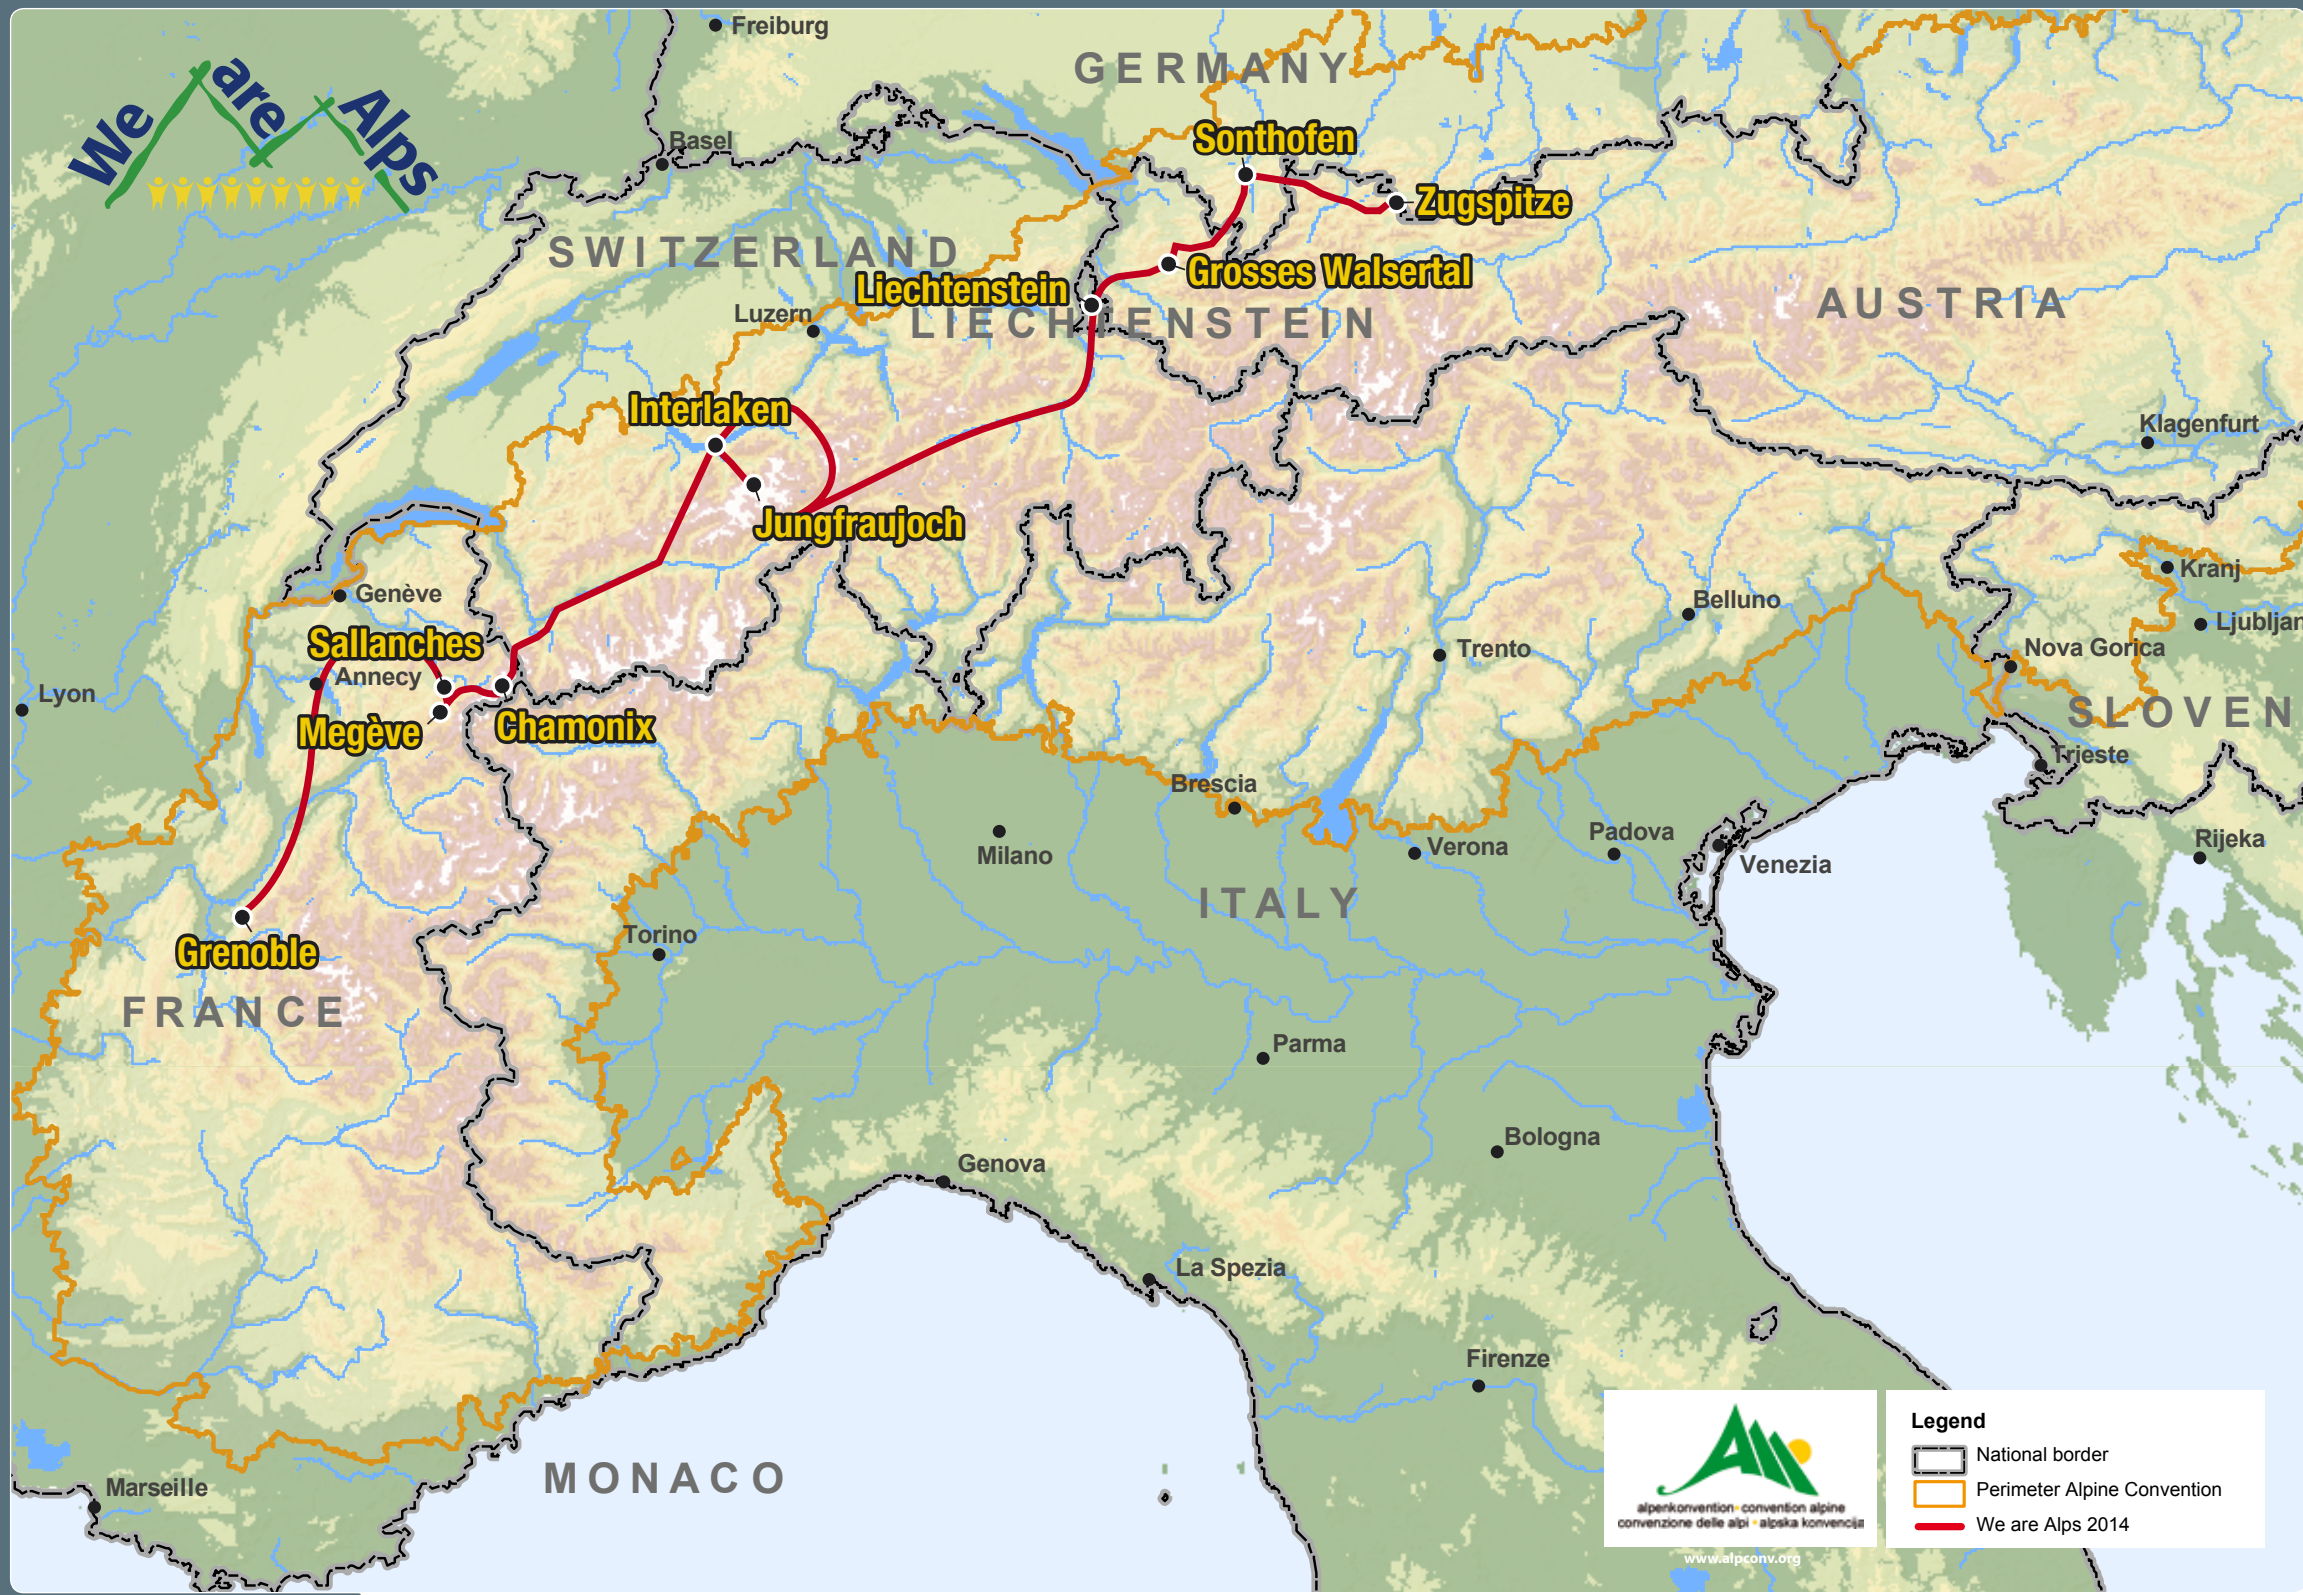 We are Alps
Freiburg
GERMANY
Basel
Sonthofen
Zugspitze
SWITZERLAND
Grosses Walsertal
Liechtenstein
LIECHTENSTEIN
AUSTRIA
Luzern
Interlaken
Klagenfurt
Jungfraujoch
Genève
Kranj
Belluno
Ljubljan
Sallanches
Annecy
Trento
Nova Gorica
Lyon
SLOVEN
Megève
Chamonix
Trieste
Brescia
Padova
Rijeka
Milano
Verona
Venezia
ITALY
Torino
Grenoble
FRANCE
Parma
Bologna
Genova
La Spezia
Firenze
MONACO
Marseille
alpenkonvention•convention alpine
convenzione delle alpi•alpska konvencija
www.alpconv.org
Legend
National border
Perimeter Alpine Convention
We are Alps 2014